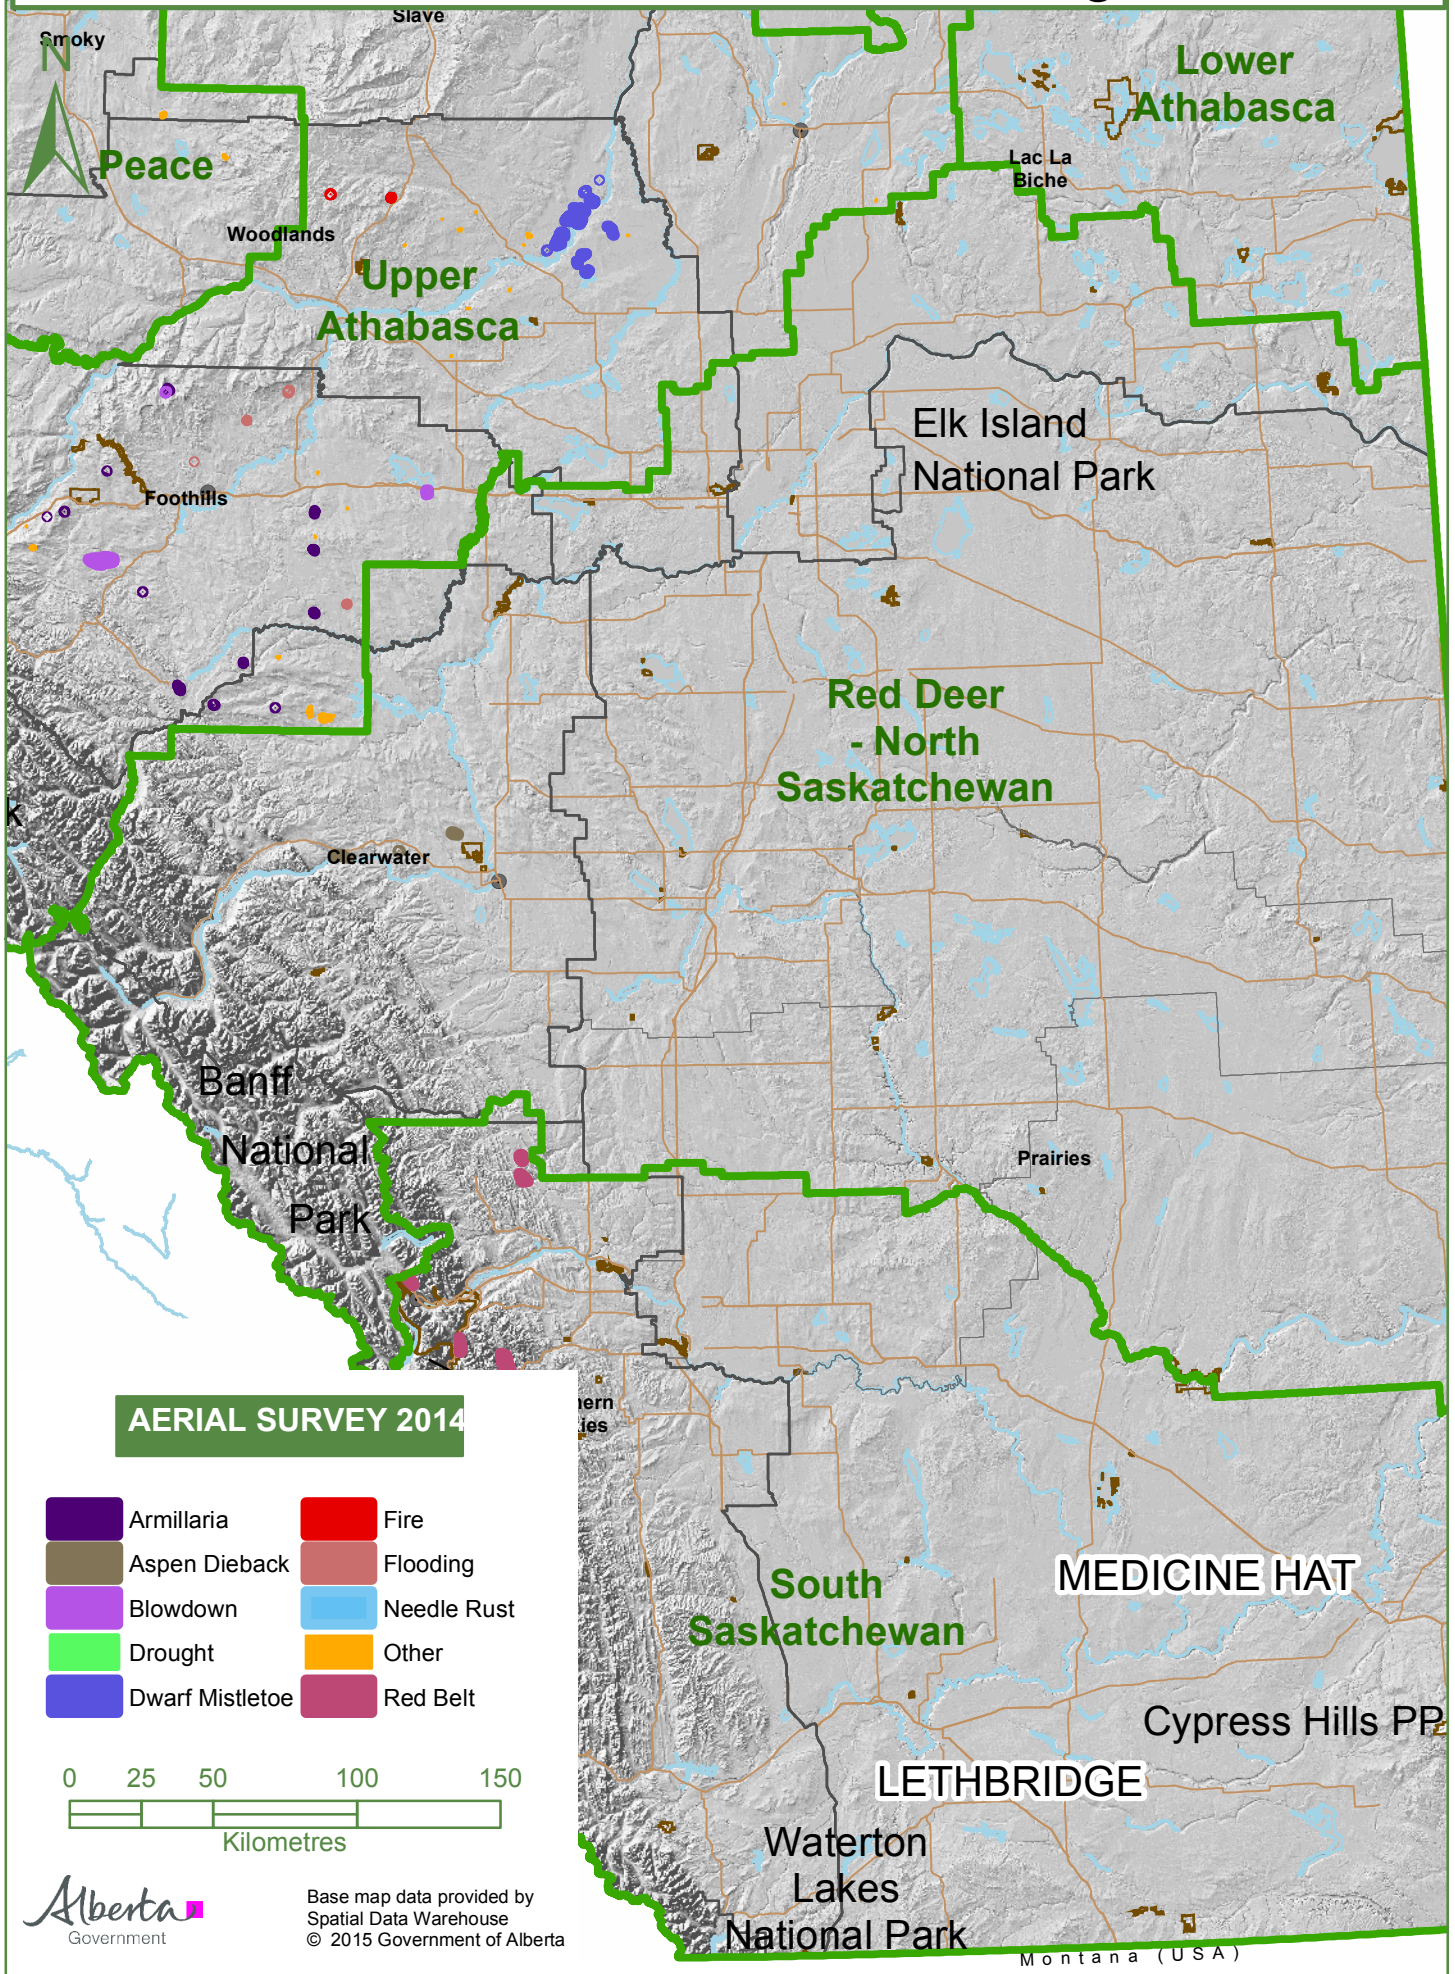 Slave
Smoky
N
Lower
Athabasca
Peace
Lac La
Biche
Woodlands
Upper
Athabasca
Elk Island
National Park
Foothills
Red Deer
- North
Saskatchewan
k
Clearwater
Banff
National
Park
Prairies
AERIAL SURVEY 2014
hern
ies
Armillaria
Fire
Aspen Dieback
Flooding
Blowdown
Needle Rust
Drought
Other
Dwarf Mistletoe
Red Belt
MEDICINE HAT
South
Saskatchewan
Cypress Hills PP
LETHBRIDGE
0 25 50 100 150
Kilometres
Waterton
Lakes
National Park
Alberta
Government
Base map data provided by
Spatial Data Warehouse
© 2015 Government of Alberta
Montana (USA)